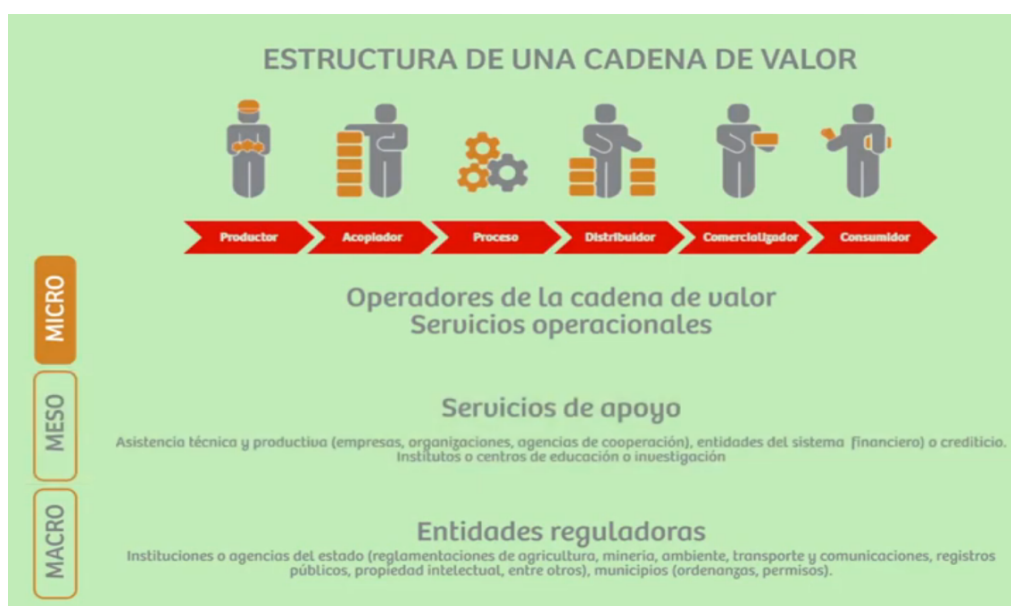 ESTRUCTURA DE UNA CADENA DE VALOR
Productor
Acopiador
Proceso
Distribuidor
Comercializador
Consumidor
MICRO
Operadores de la cadena de valor
Servicios operacionales
MESO
Servicios de apoyo
Asistencia técnica y productiva (empresas, organizaciones, agencias de cooperación), entidades del sistema financiero) o crediticio.
Institutos o centros de educación o investigación
MACRO
Entidades reguladoras
Instituciones o agencias del estado (reglamentaciones de agricultura, minería, ambiente, transporte y comunicaciones, registros
públicos, propiedad intelectual, entre otros), municipios (ordenanzas, permisos).